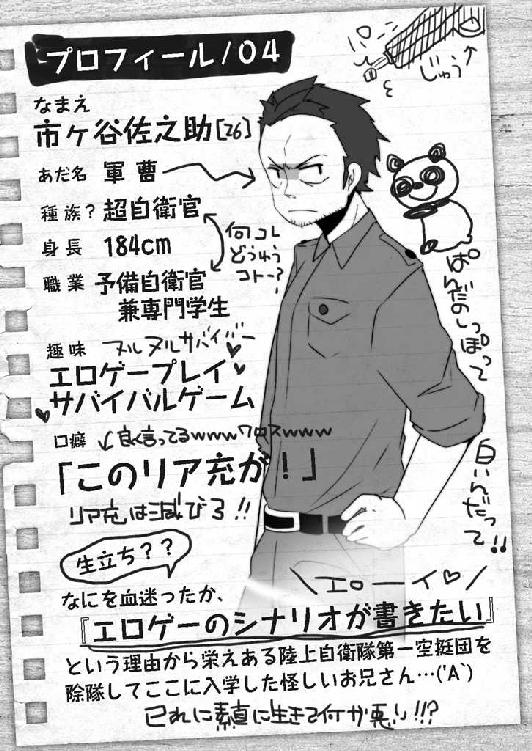 プロフィール/04
じゅう
なまえ
市ヶ谷佐之助[26]
あだ名 軍曹
種族? 超自衛官
何コレ
どうゆう
コト〜?
身長 184cm
職業 予備自衛官
兼専門学生
ぱんだのしっぽって
白いんだって!!
趣味 ヌルヌルサバイバー
エロゲープレイ
サバイバルゲーム
口癖 良く言ってるwwwワロスwww
「このリア充が!」
リア充は滅びろ!!
生立ち??
エローイ♡
なにを血迷ったか、
『エロゲーのシナリオが書きたい』
という理由から栄えある陸上自衛隊第一空挺団を
除隊してここに入学した怪しいお兄さん…('A`)
己れに素直に生きて何が悪い!!?